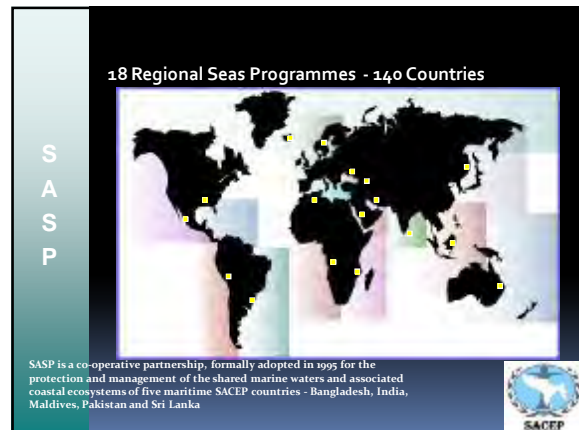 18 Regional Seas Programmes - 140 Countries
S
A
S
P
SASP is a co-operative partnership, formally adopted in 1995 for the
protection and management of the shared marine waters and associated
coastal ecosystems of five maritime SACEP countries - Bangladesh, India,
Maldives, Pakistan and Sri Lanka
SACEP